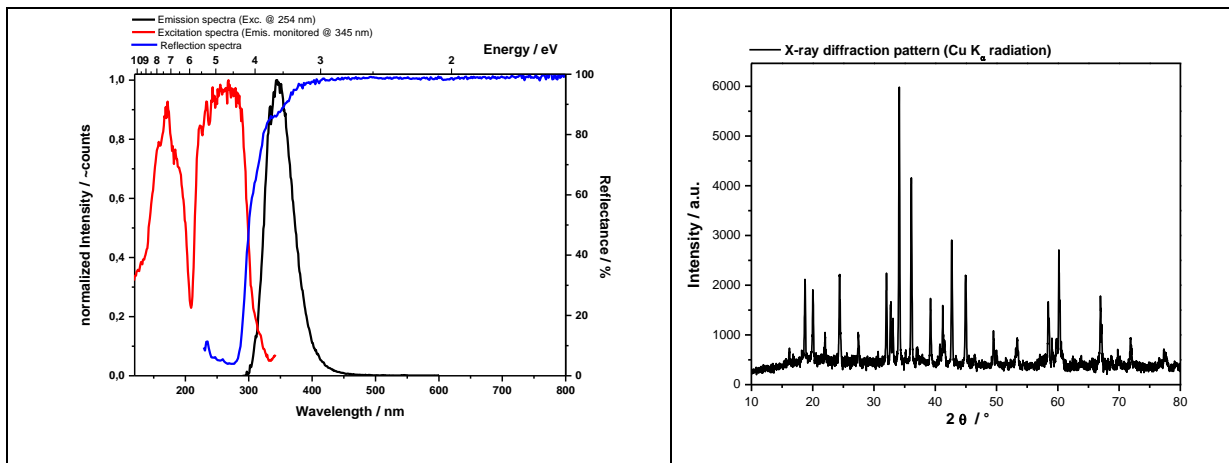 Emission spectra (Exc. @ 254 nm)
Excitation spectra (Emis. monitored @ 345 nm)
Reflection spectra
Energy / eV
109 8 7 6 5 4 3 2
1,0
0,8
0,6
0,4
0,2
0,0
normalized Intensity / ~counts
100
80
60
40
20
0
Reflectance / %
200 300 400 500 600 700 800
Wavelength / nm
X-ray diffraction pattern (Cu Kα radiation)
6000
5000
4000
3000
2000
1000
0
Intensity / a.u.
10 20 30 40 50 60 70 80
2 θ / °